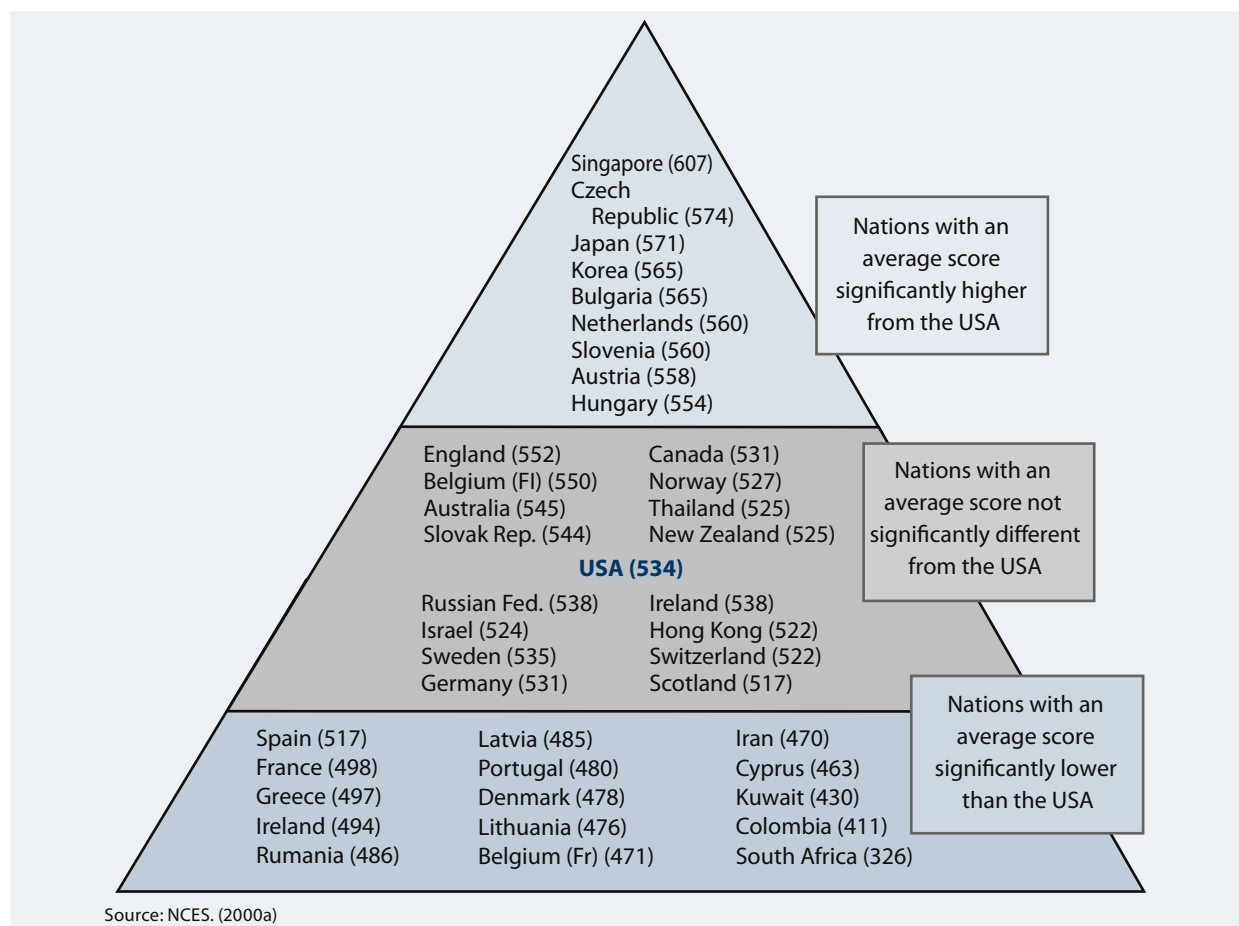 Singapore (607)
Czech
Republic (574)
Japan (571)
Korea (565)
Bulgaria (565)
Netherlands (560)
Slovenia (560)
Austria (558)
Hungary (554)
Nations with an
average score
significantly higher
from the USA
England (552)
Belgium (Fl) (550)
Australia (545)
Slovak Rep. (544)
Canada (531)
Norway (527)
Thailand (525)
New Zealand (525)
USA (534)
Russian Fed. (538)
Israel (524)
Sweden (535)
Germany (531)
Ireland (538)
Hong Kong (522)
Switzerland (522)
Scotland (517)
Nations with an
average score not
significantly different
from the USA
Spain (517)
France (498)
Greece (497)
Ireland (494)
Rumania (486)
Latvia (485)
Portugal (480)
Denmark (478)
Lithuania (476)
Belgium (Fr) (471)
Iran (470)
Cyprus (463)
Kuwait (430)
Colombia (411)
South Africa (326)
Nations with an
average score
significantly lower
than the USA
Source: NCES. (2000a)